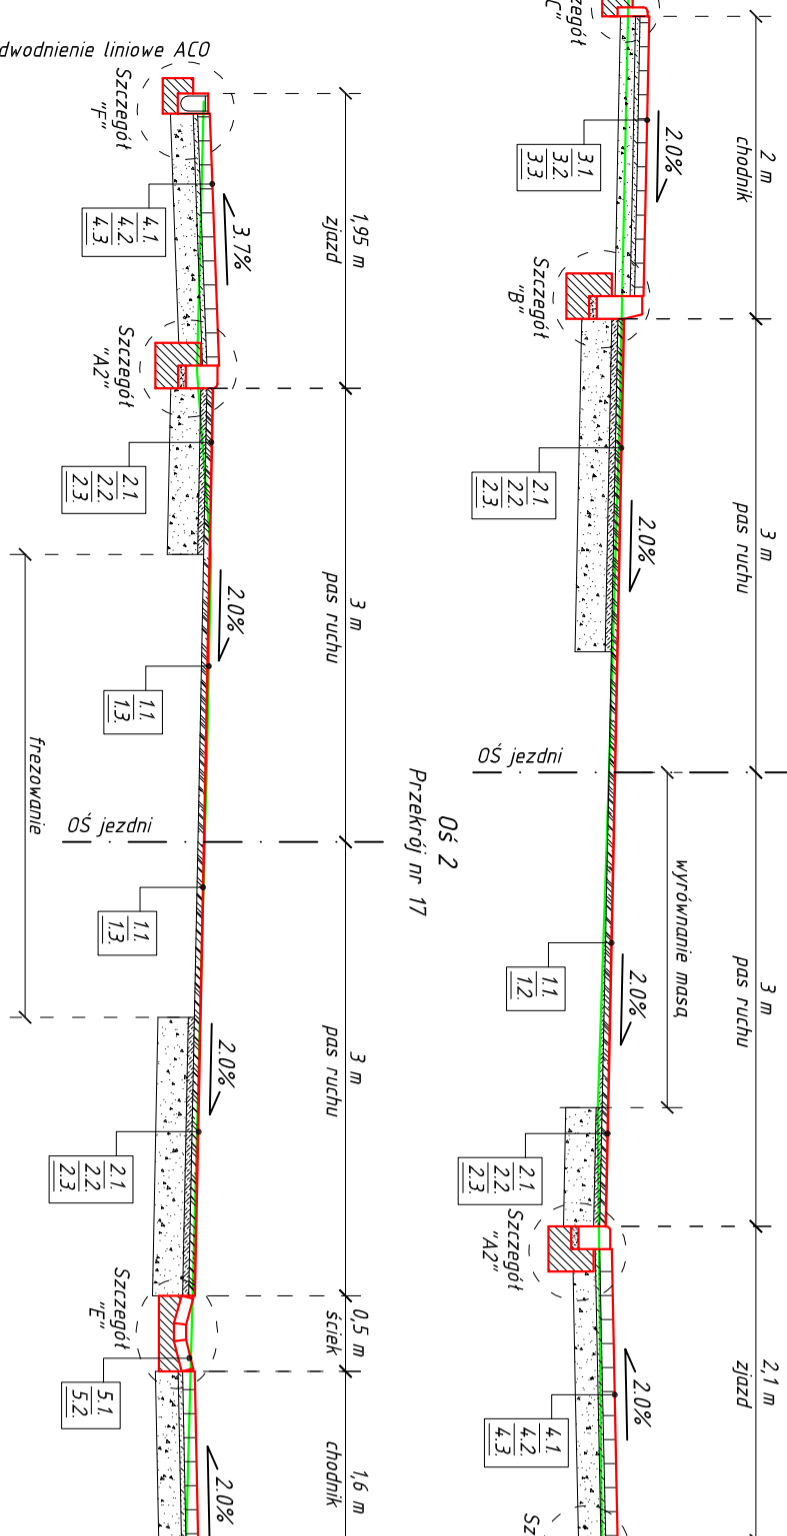 2 m
chodnik
3 m
pas ruchu
3 m
pas ruchu
2,1 m
zjazd
2.0%
2.0%
2.0%
2.0%
wyrównanie masą
Szczegół
"B"
Szczegół
"A2"
3.1.
3.2
3.3
2.1
2.2.
2.3.
1.1.
1.2.
2.1.
2.2
2.3.
4.1.
4.2
4.3.
OŚ jezdni
Oś 2
Przekrój nr 17
dwodnienie liniowe ACO
1,95 m
zjazd
3 m
pas ruchu
3 m
pas ruchu
0,5 m
ściek
1,6 m
chodnik
3.7%
2.0%
2.0%
2.0%
Szczegół
"F"
Szczegół
"A2"
Szczegół
"E"
4.1.
4.2
4.3.
2.1
2.2.
2.3.
1.1.
1.3.
1.1.
1.3.
2.1.
2.2
2.3.
5.1.
5.2.
OŚ jezdni
frezowanie